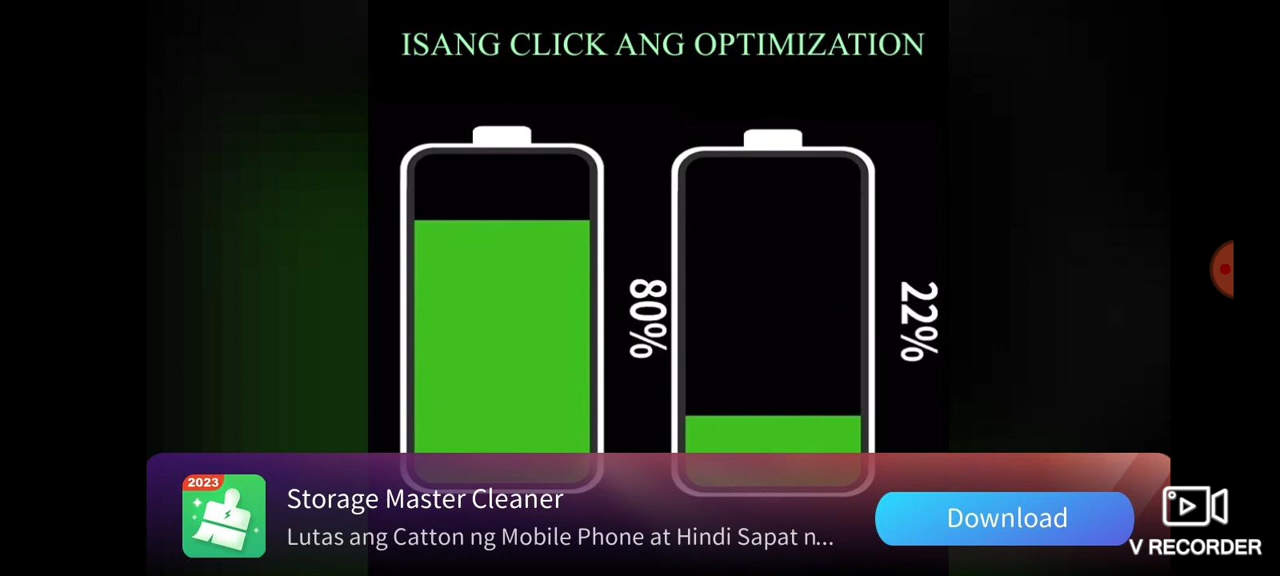 ISANG CLICK ANG OPTIMIZATION
80%
22%
2023
Storage Master Cleaner
Lutas ang Catton ng Mobile Phone at Hindi Sapat n...
Download
V RECORDER